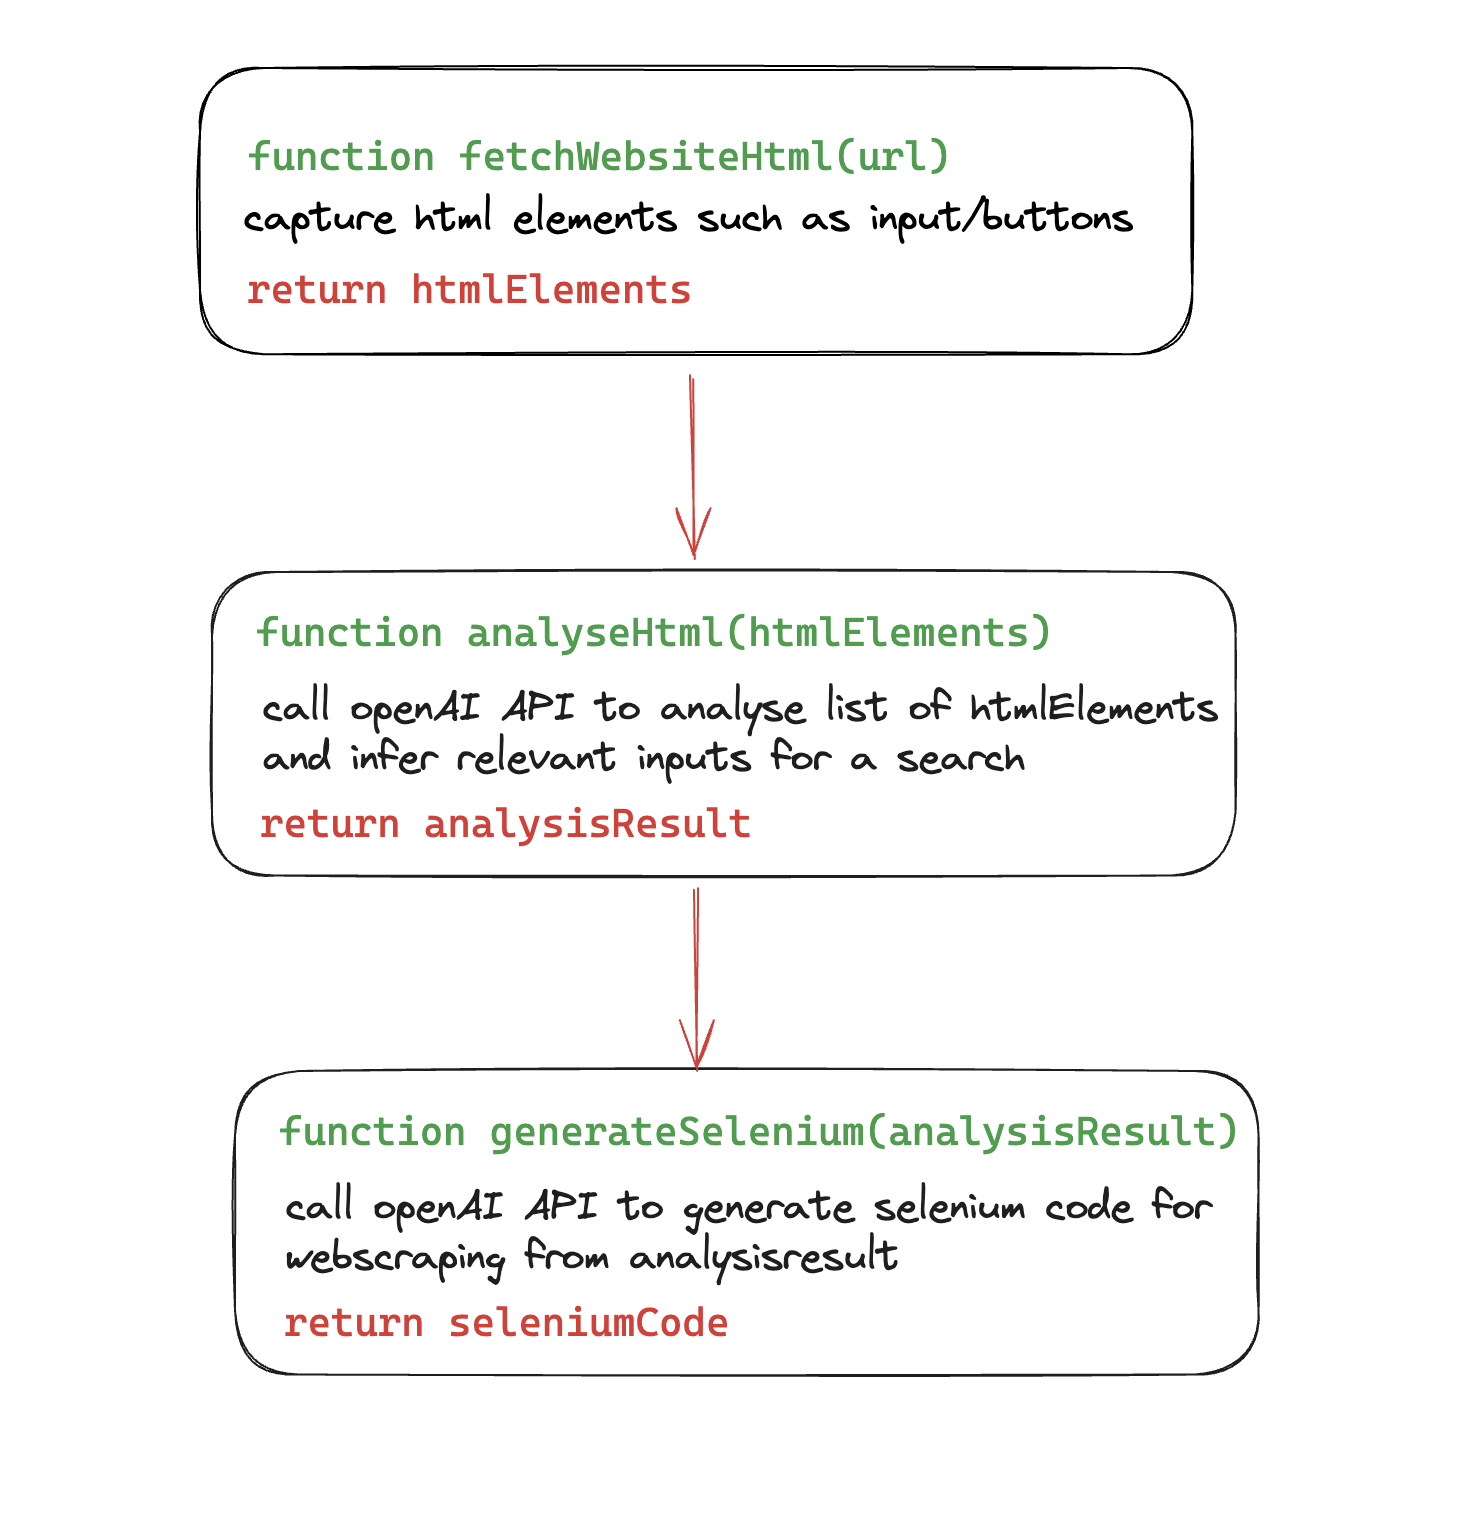 function fetchWebsiteHtml(url)
capture html elements such as input/buttons
return htmlElements
function analyseHtml(htmlElements)
call openAI API to analyse list of htmlElements
and infer relevant inputs for a search
return analysisResult
function generateSelenium(analysisResult)
call openAI API to generate selenium code for
webscraping from analysisresult
return seleniumCode